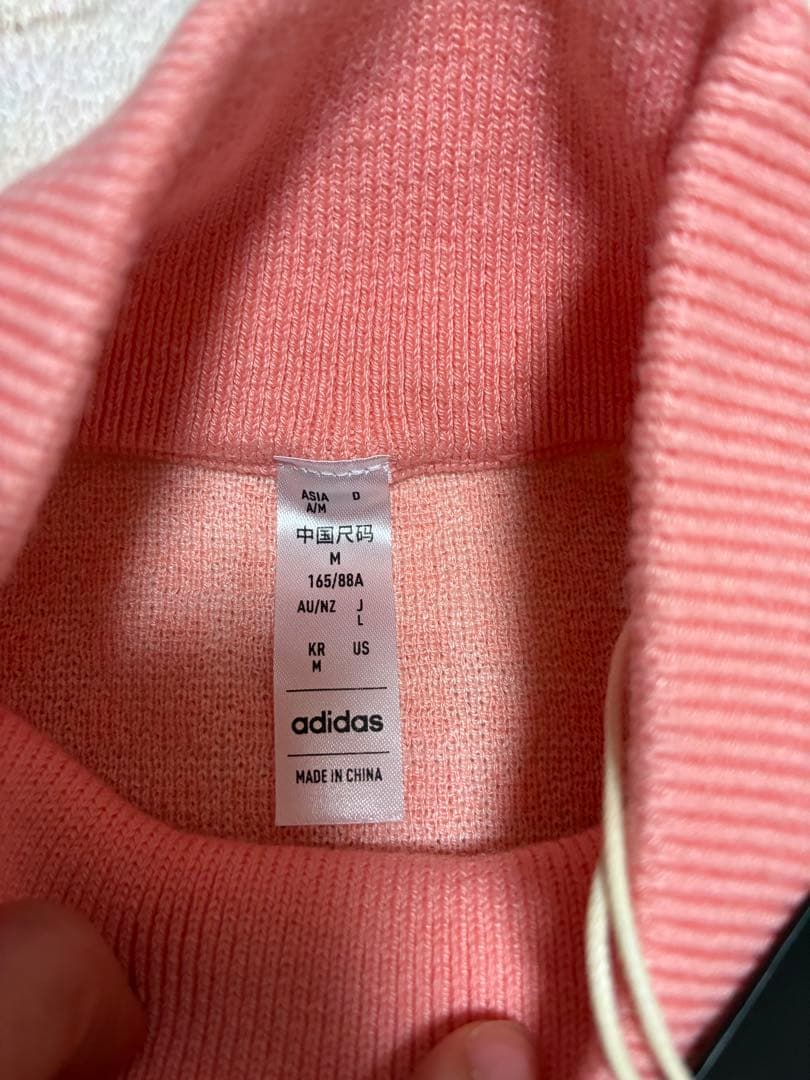 ASIA D
A/M
中国尺码
M
165/88A
AU/NZ J
L
KR US
M
adidas
MADE IN CHINA